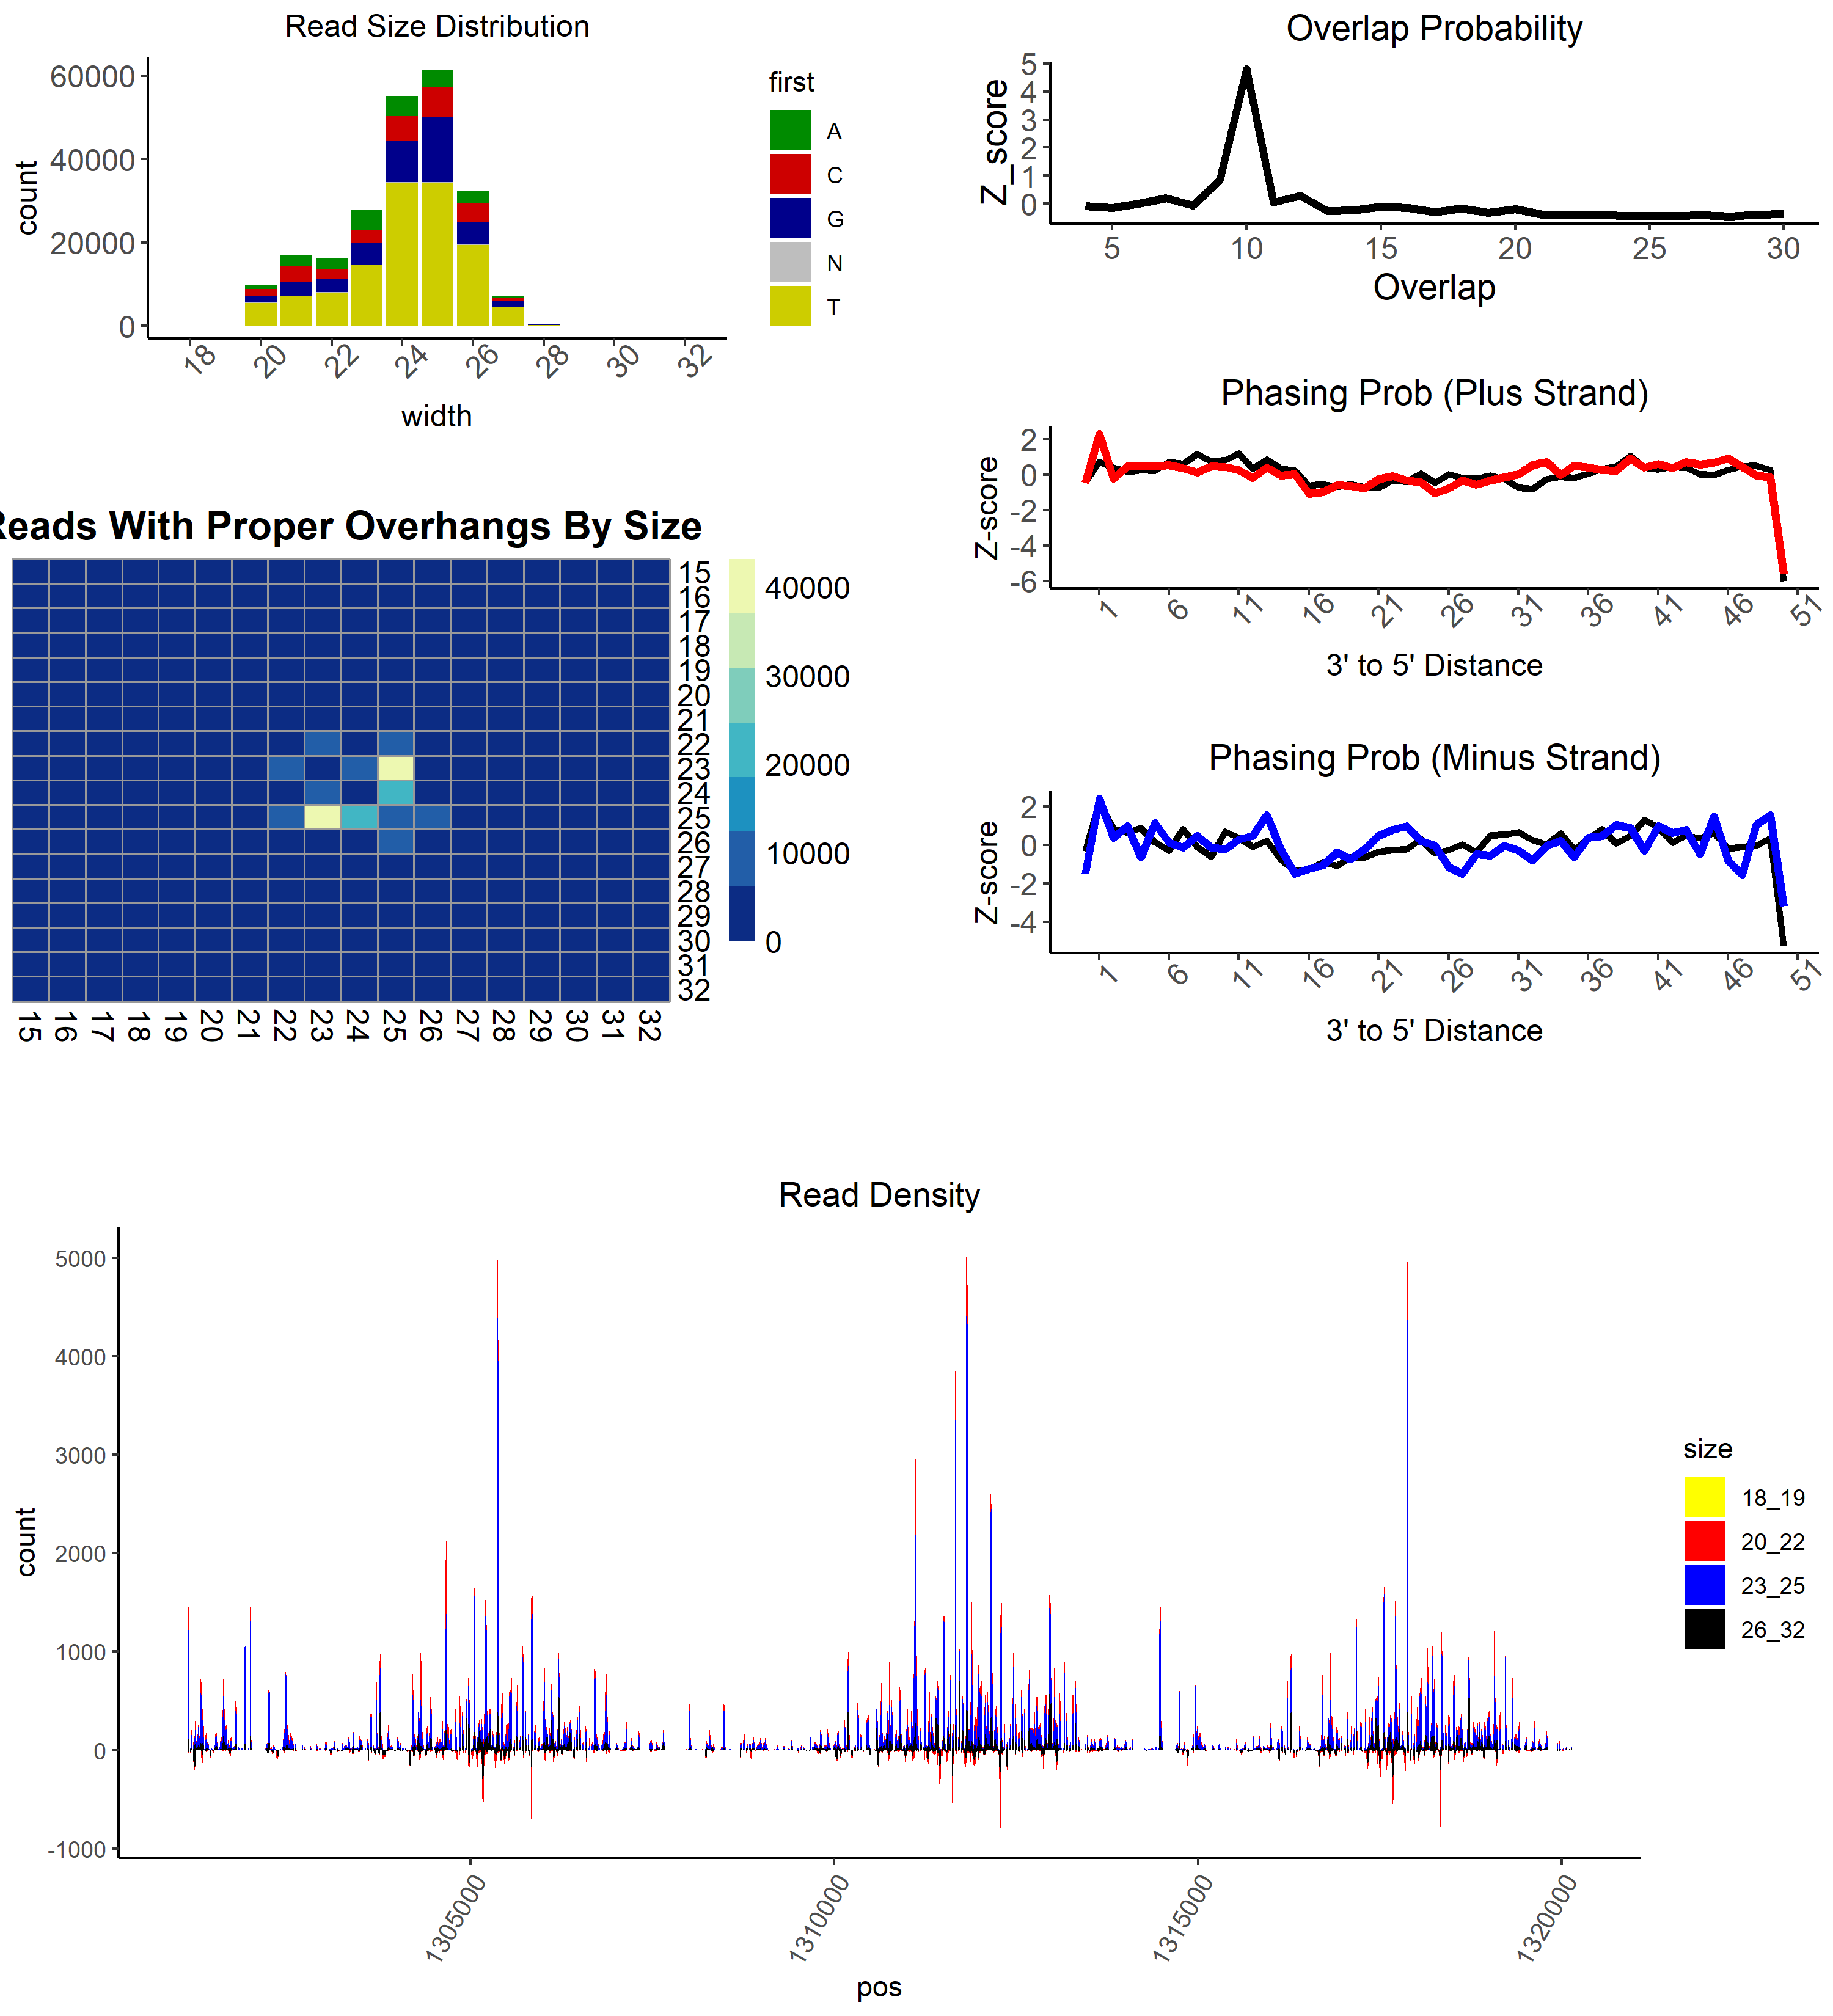 Read Size Distribution
count
60000
40000
20000
0
18 20 22 24 26 28 30 32
width
first
A
C
G
N
T
Overlap Probability
Z_score
5
4
3
2
1
0
5 10 15 20 25 30
Overlap
Phasing Prob (Plus Strand)
Z-score
2
0
-2
-4
-6
1 6 11 16 21 26 31 36 41 46 51
3' to 5' Distance
Reads With Proper Overhangs By Size
15
16
17
18
19
20
21
22
23
24
25
26
27
28
29
30
31
32
15 16 17 18 19 20 21 22 23 24 25 26 27 28 29 30 31 32
40000
30000
20000
10000
0
Phasing Prob (Minus Strand)
Z-score
2
0
-2
-4
1 6 11 16 21 26 31 36 41 46 51
3' to 5' Distance
Read Density
count
5000
4000
3000
2000
1000
0
-1000
1305000 1310000 1315000 1320000
pos
size
18_19
20_22
23_25
26_32